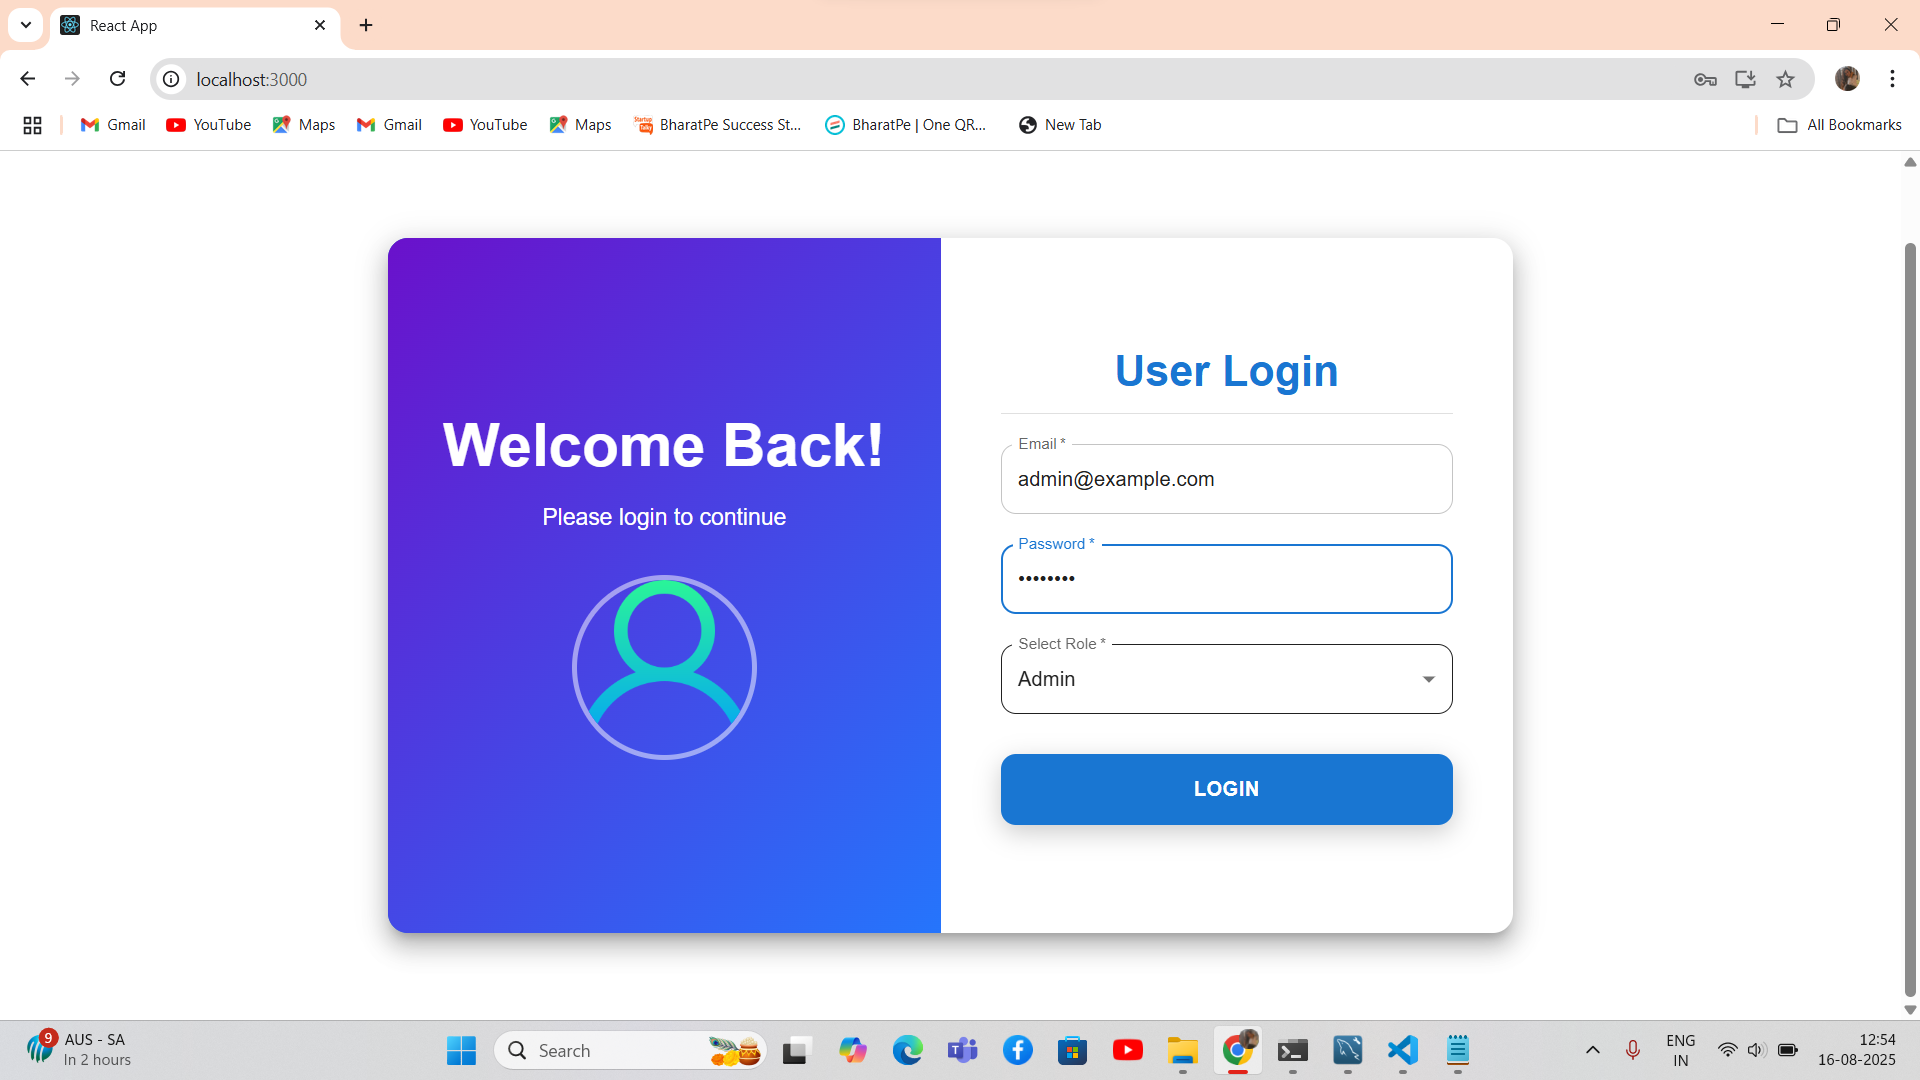 React App
localhost:3000
Gmail
YouTube
Maps
Gmail
YouTube
Maps
BharatPe Success St...
BharatPe | One QR...
New Tab
All Bookmarks
Welcome Back!
Please login to continue
User Login
Email *
admin@example.com
Password *
••••••••
Select Role *
Admin
LOGIN
9
AUS - SA
In 2 hours
Search
ENG
IN
12:54
16-08-2025